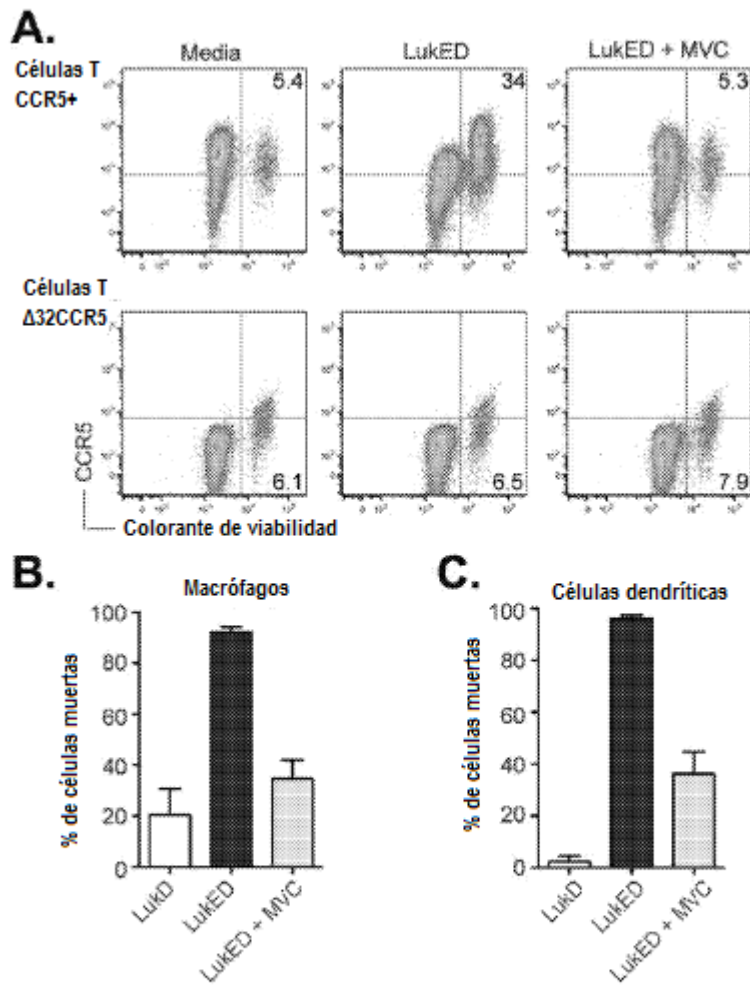 A.
Media
LukED
LukED + MVC
Células T
CCR5+
5.4
34
5.3
Células T
Δ32CCR5
6.1
6.5
7.9
CCR5
Colorante de viabilidad
B.
Macrófagos
% de células muertas
100
80
60
40
20
0
LukD
LukED
LukED + MVC
C.
Células dendríticas
% de células muertas
100
80
60
40
20
0
LukD
LukED
LukED + MVC